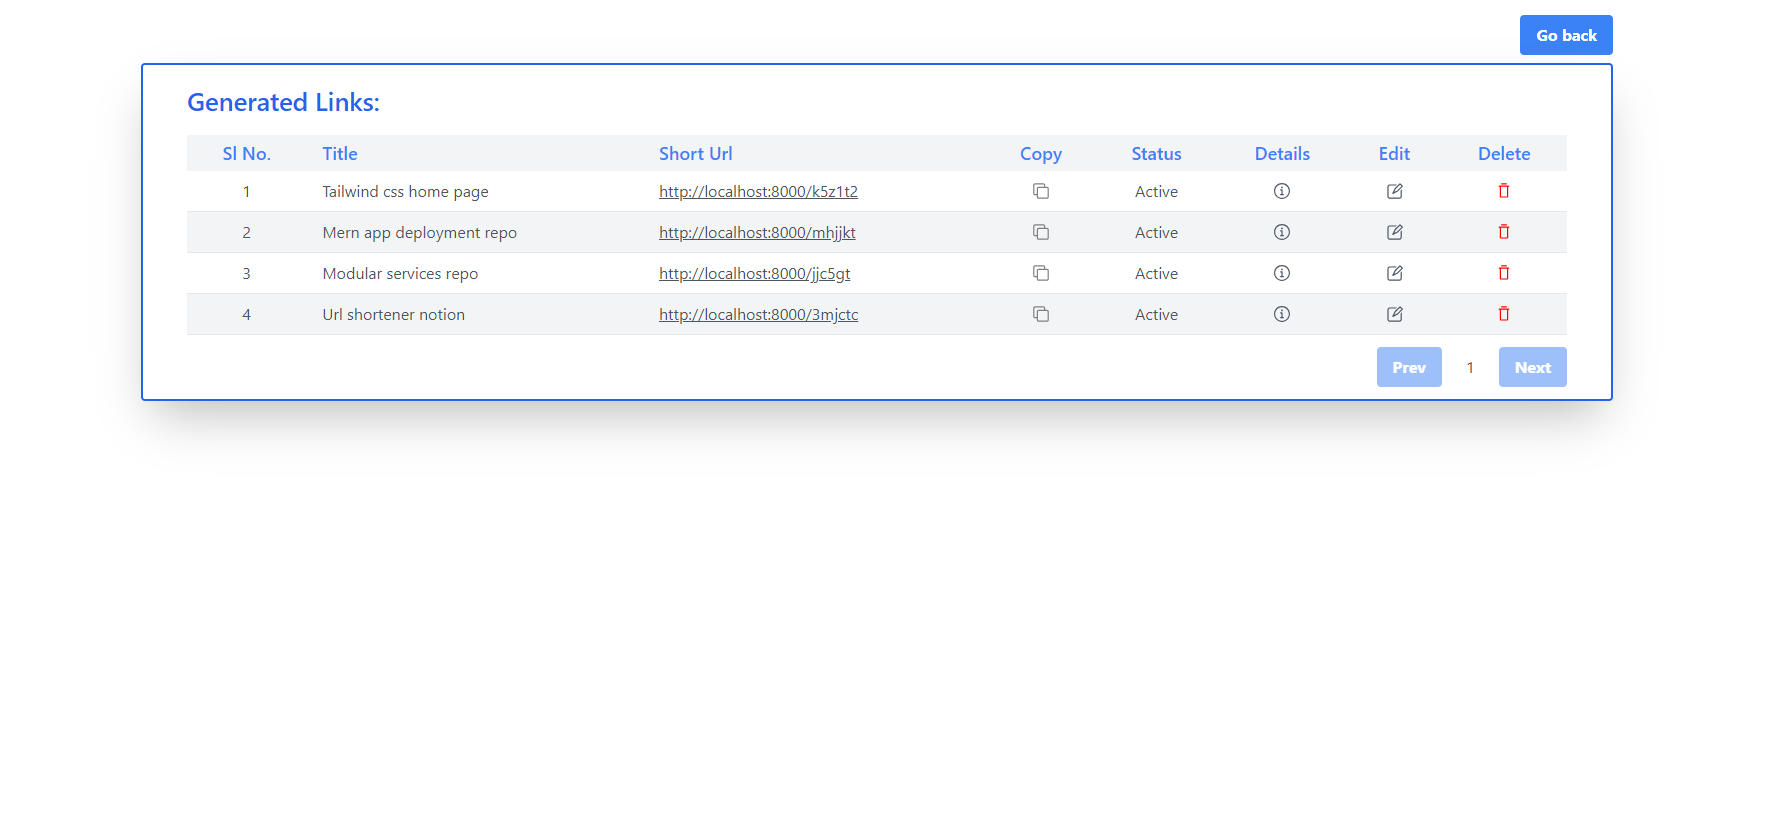 Go back
Generated Links:
Sl No. Title Short Url Copy Status Details Edit Delete
1 Tailwind css home page http://localhost:8000/k5z1t2 Active
2 Mern app deployment repo http://localhost:8000/mhjjkt Active
3 Modular services repo http://localhost:8000/jjc5gt Active
4 Url shortener notion http://localhost:8000/3mjctc Active
Prev 1 Next